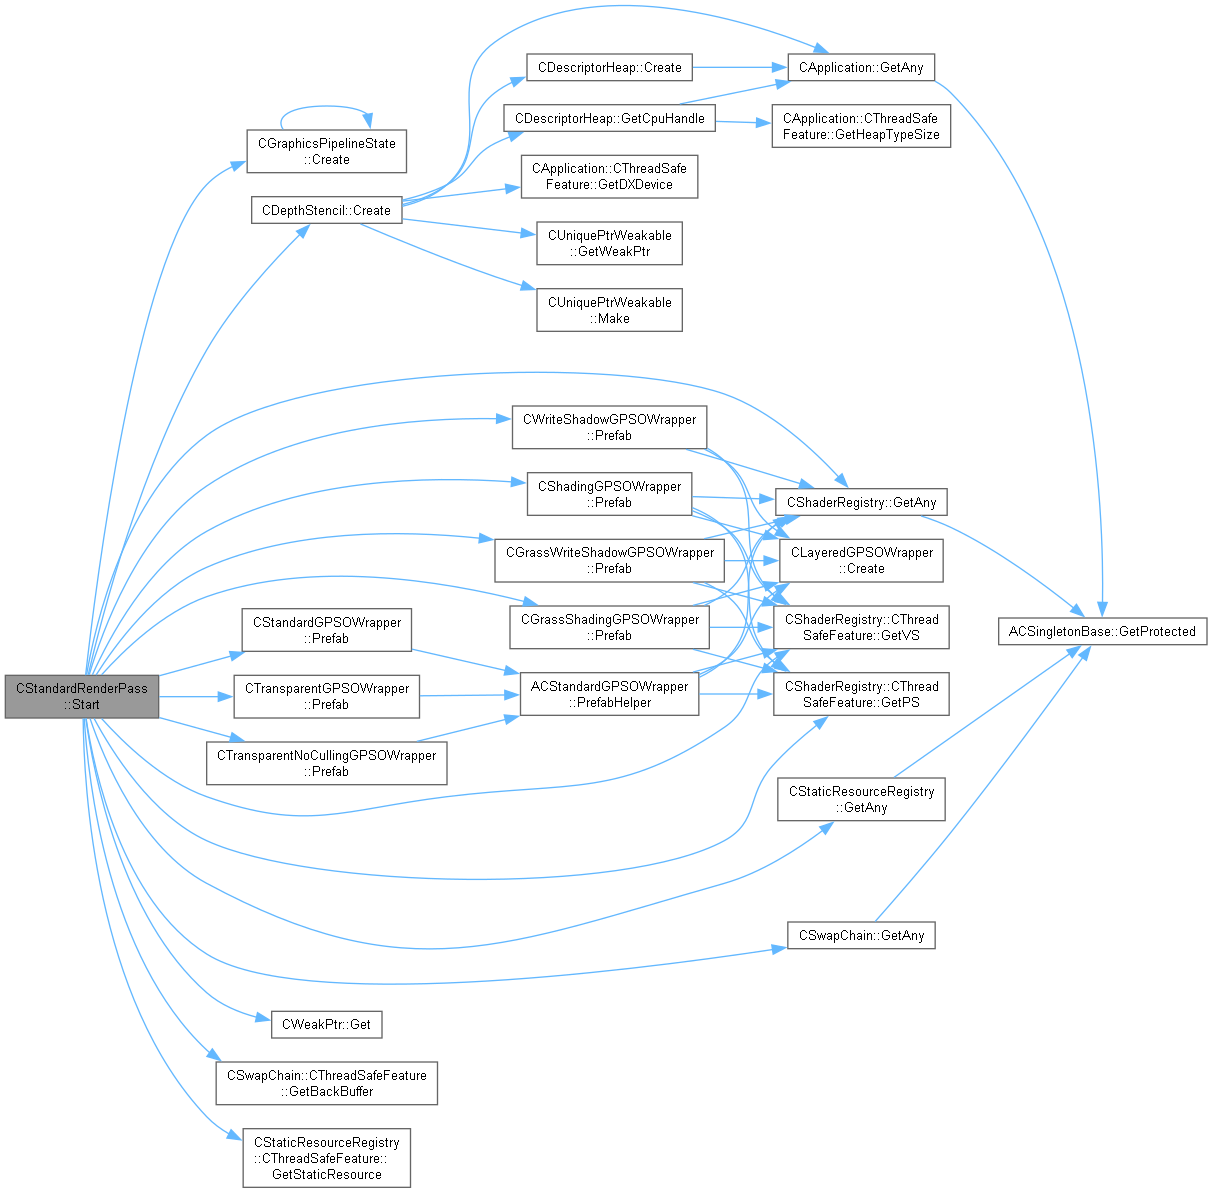 CDescriptorHeap::Create
CApplication::GetAny
CDescriptorHeap::GetCpuHandle
CApplication::CThreadSafe
Feature::GetHeapTypeSize
CGraphicsPipelineState
::Create
CApplication::CThreadSafe
Feature::GetDXDevice
CDepthStencil::Create
CUniquePtrWeakable
::GetWeakPtr
CUniquePtrWeakable
::Make
CWriteShadowGPSOWrapper
::Prefab
CShadingGPSOWrapper
::Prefab
CShaderRegistry::GetAny
CGrassWriteShadowGPSOWrapper
::Prefab
CLayeredGPSOWrapper
::Create
CGrassShadingGPSOWrapper
::Prefab
CShaderRegistry::CThread
SafeFeature::GetVS
CStandardGPSOWrapper
::Prefab
ACSingletonBase::GetProtected
CStandardRenderPass
::Start
CTransparentGPSOWrapper
::Prefab
ACStandardGPSOWrapper
::PrefabHelper
CShaderRegistry::CThread
SafeFeature::GetPS
CTransparentNoCullingGPSOWrapper
::Prefab
CStaticResourceRegistry
::GetAny
CSwapChain::GetAny
CWeakPtr::Get
CSwapChain::CThreadSafeFeature
::GetBackBuffer
CStaticResourceRegistry
::CThreadSafeFeature::
GetStaticResource